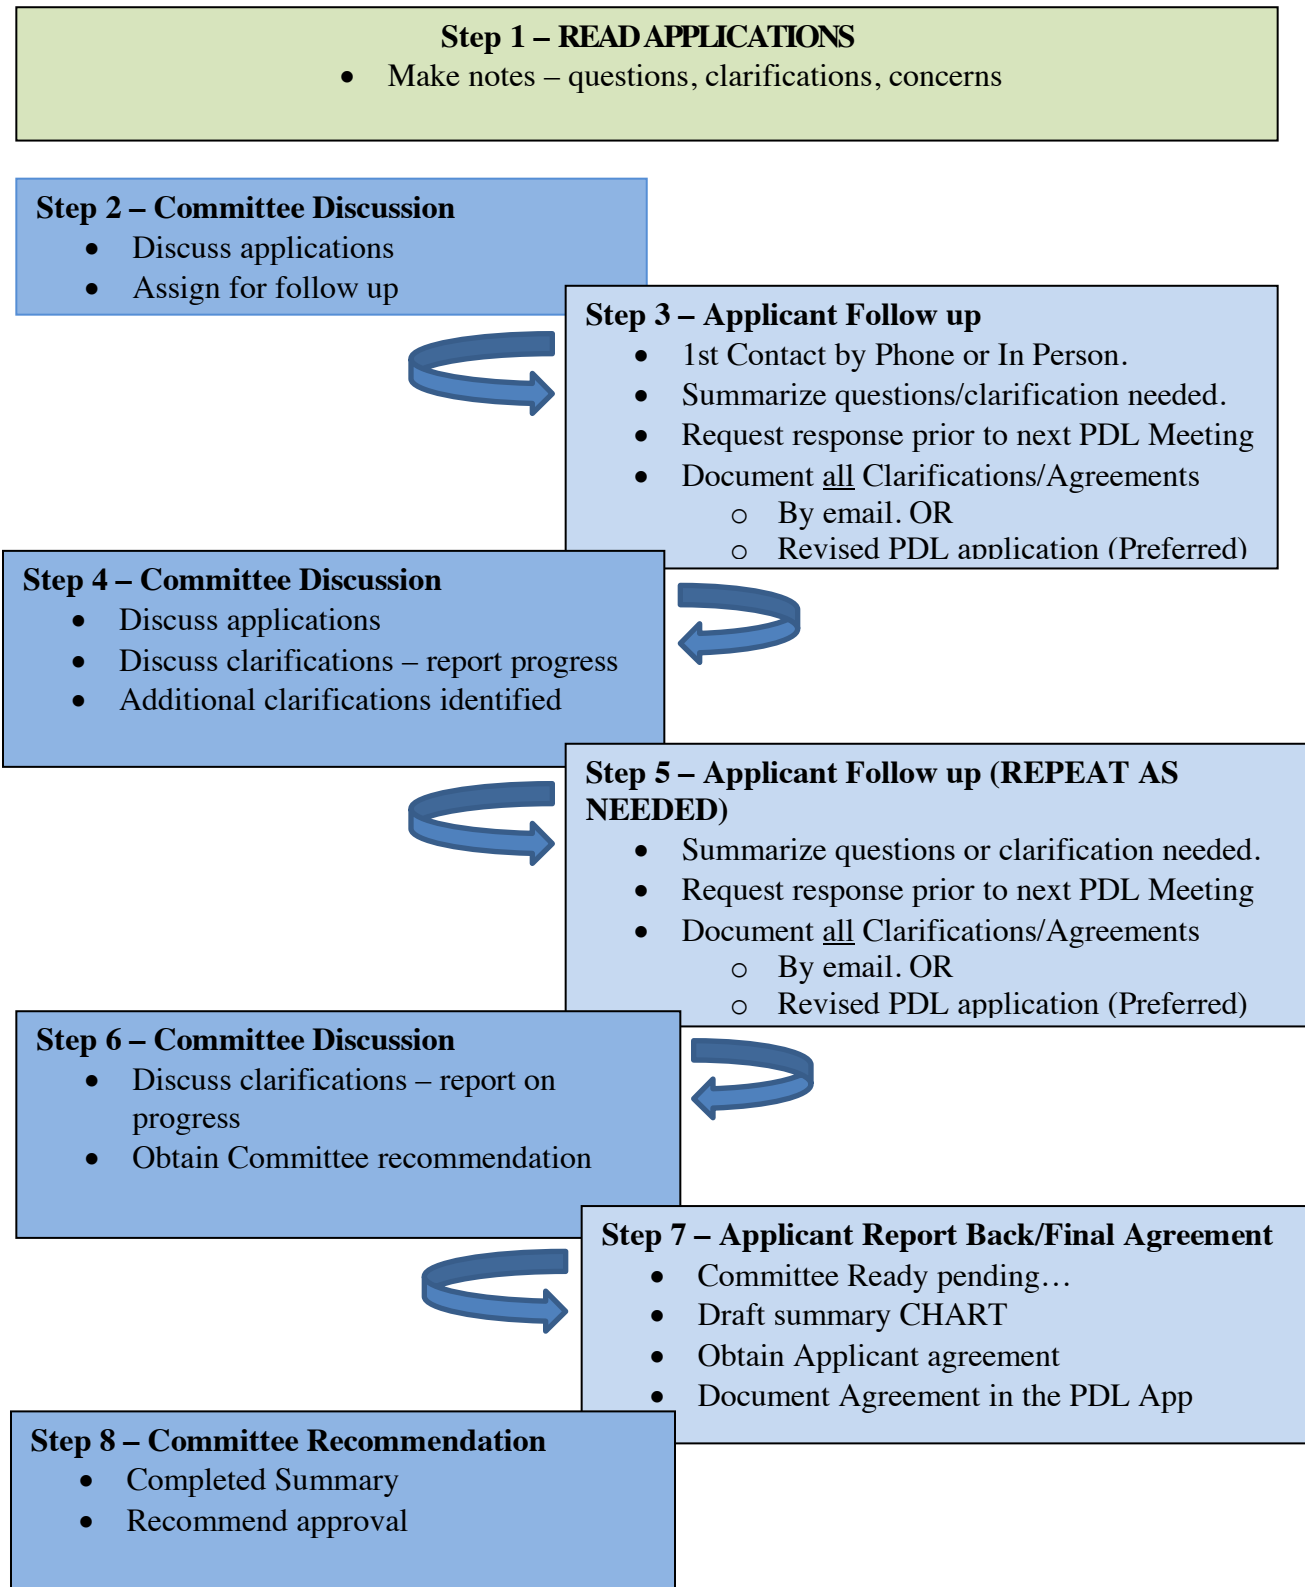 Step 1 – READ APPLICATIONS
• Make notes – questions, clarifications, concerns
Step 2 – Committee Discussion
• Discuss applications
• Assign for follow up
Step 3 – Applicant Follow up
• 1st Contact by Phone or In Person.
• Summarize questions/clarification needed.
• Request response prior to next PDL Meeting
• Document all Clarifications/Agreements
o By email. OR
o Revised PDL application (Preferred)
Step 4 – Committee Discussion
• Discuss applications
• Discuss clarifications – report progress
• Additional clarifications identified
Step 5 – Applicant Follow up (REPEAT AS
NEEDED)
• Summarize questions or clarification needed.
• Request response prior to next PDL Meeting
• Document all Clarifications/Agreements
o By email. OR
o Revised PDL application (Preferred)
Step 6 – Committee Discussion
• Discuss clarifications – report on
progress
• Obtain Committee recommendation
Step 7 – Applicant Report Back/Final Agreement
• Committee Ready pending…
• Draft summary CHART
• Obtain Applicant agreement
• Document Agreement in the PDL App
Step 8 – Committee Recommendation
• Completed Summary
• Recommend approval